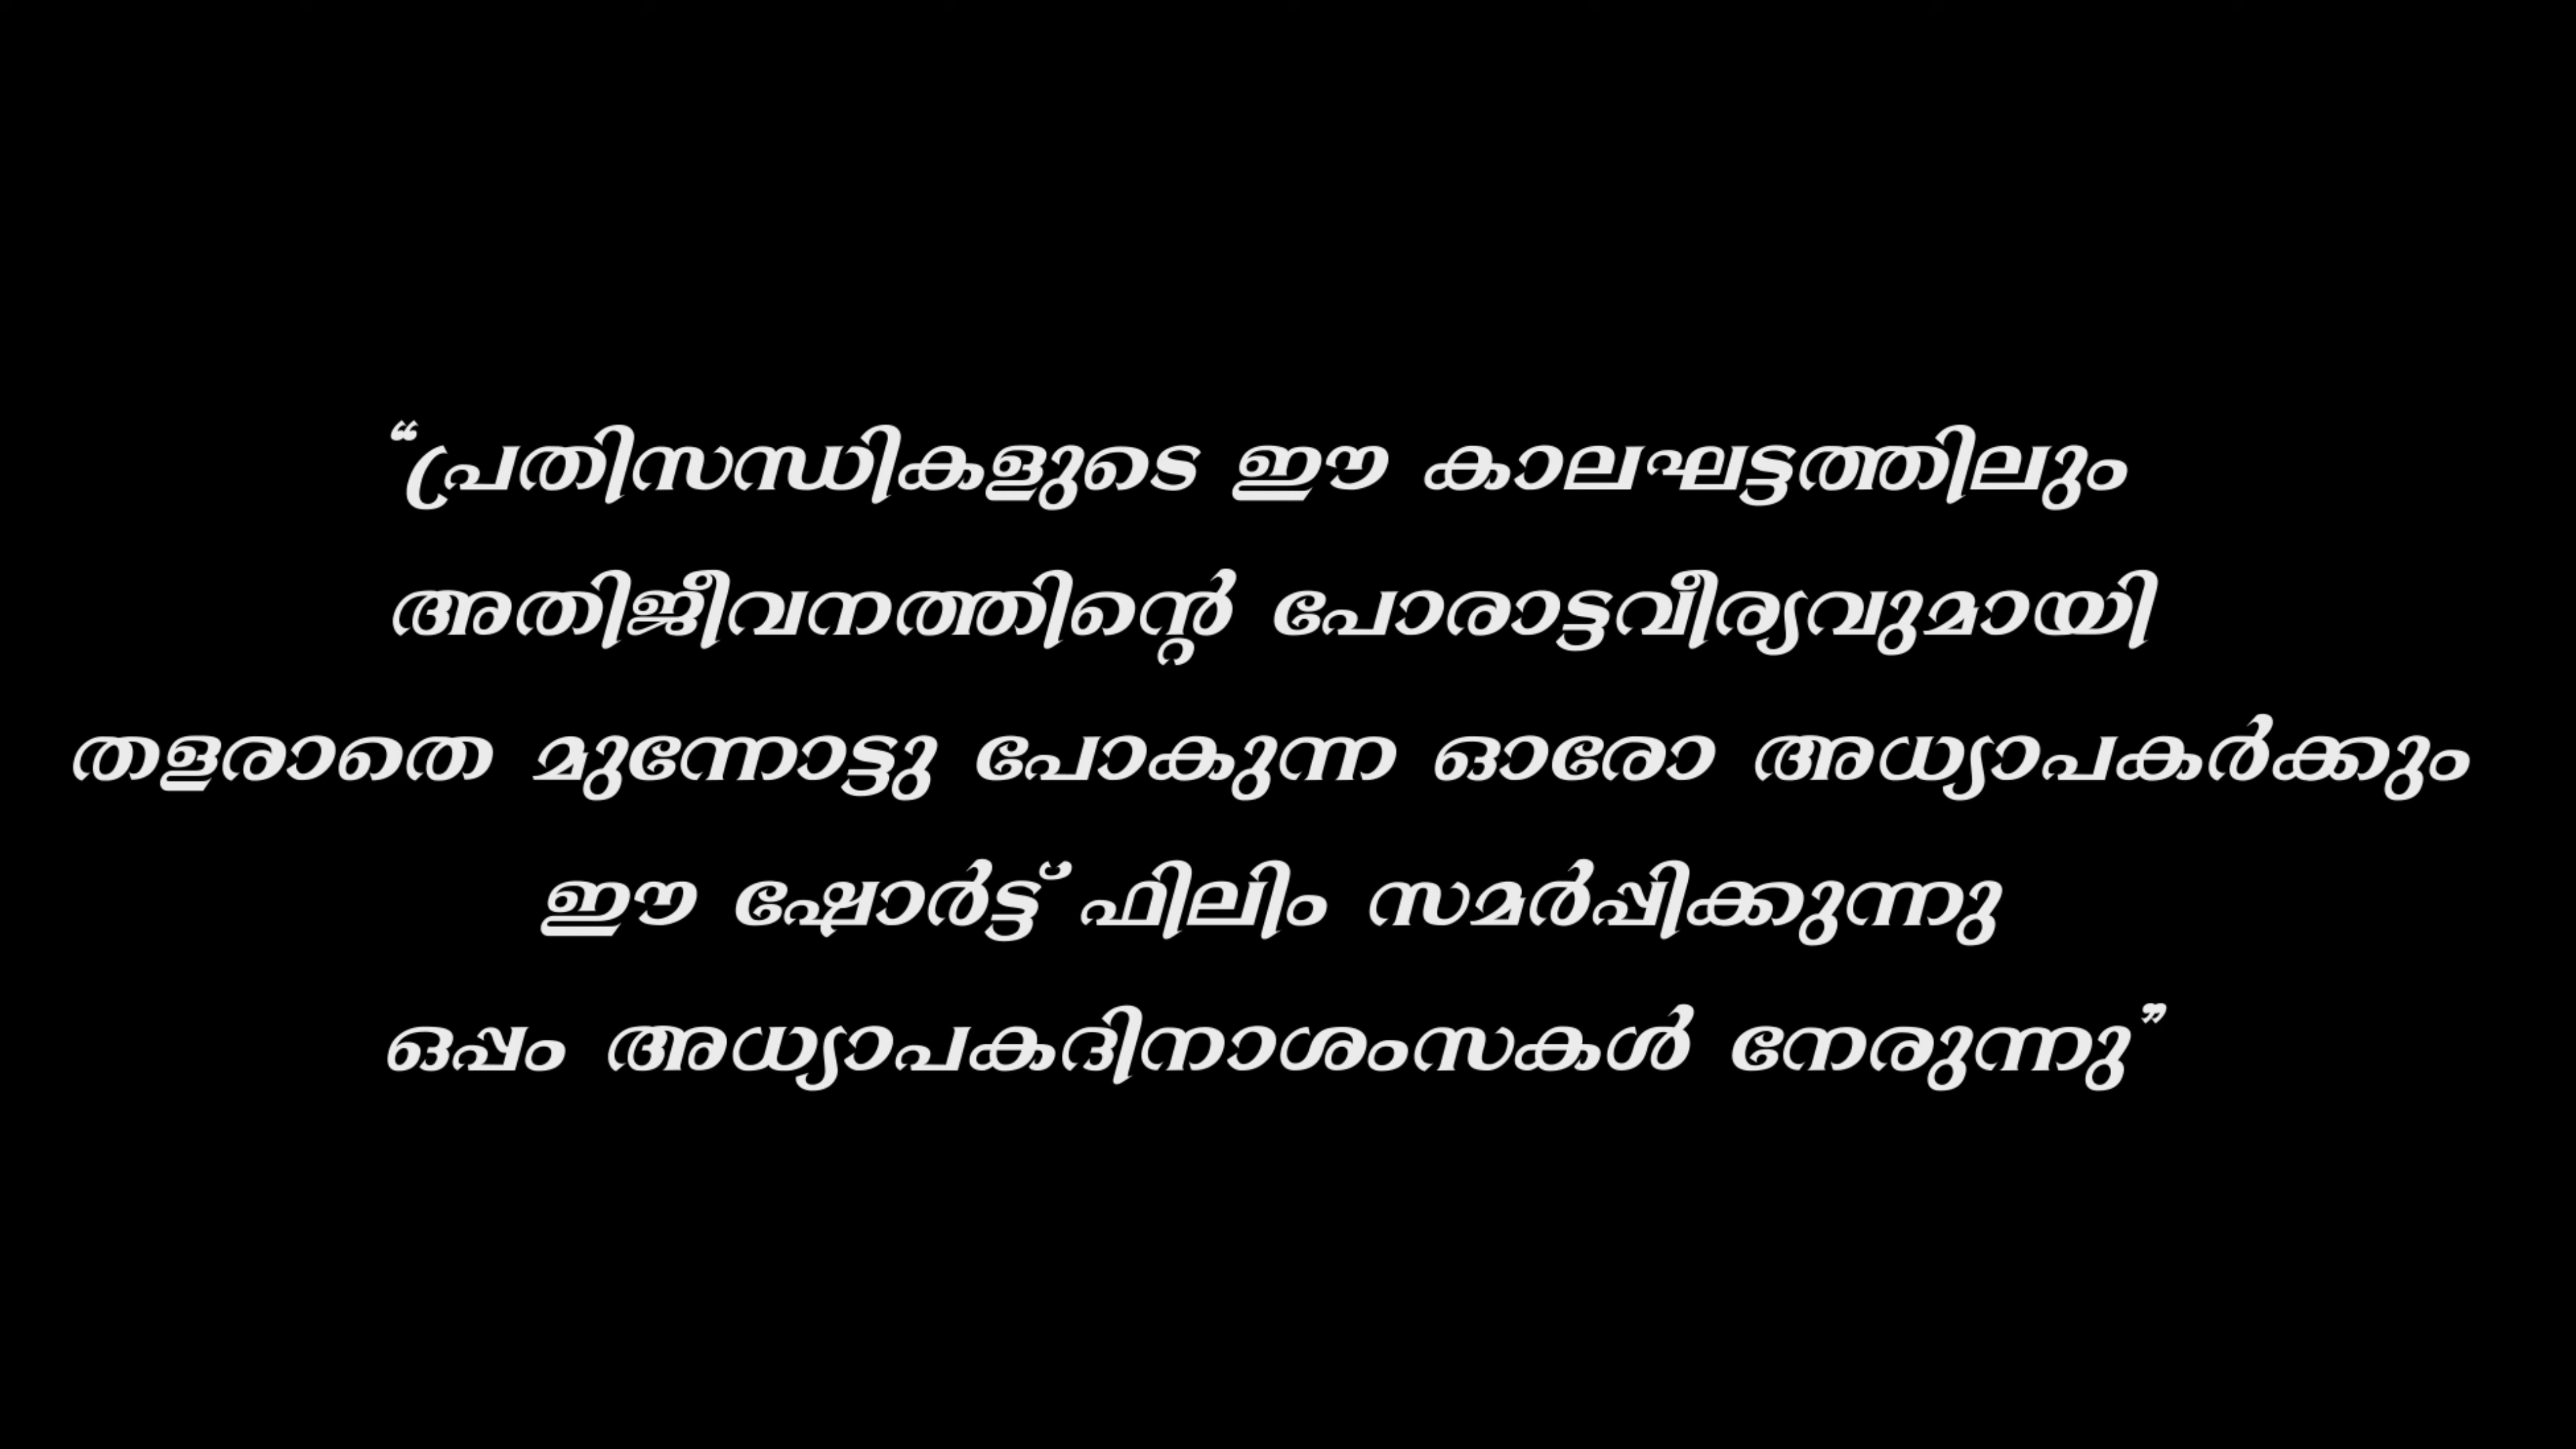 “പ്രതിസന്ധികളുടെ ഈ കാലഘട്ടത്തിലും
അതിജീവനത്തിന്റെ പോരാട്ടവീര്യവുമായി
തളരാതെ മുന്നോട്ടു പോകുന്ന ഓരോ അധ്യാപകർക്കും
ഈ ഷോർട്ട് ഫിലിം സമർപ്പിക്കുന്നു
ഒപ്പം അധ്യാപകദിനാശംസകൾ നേരുന്നു”